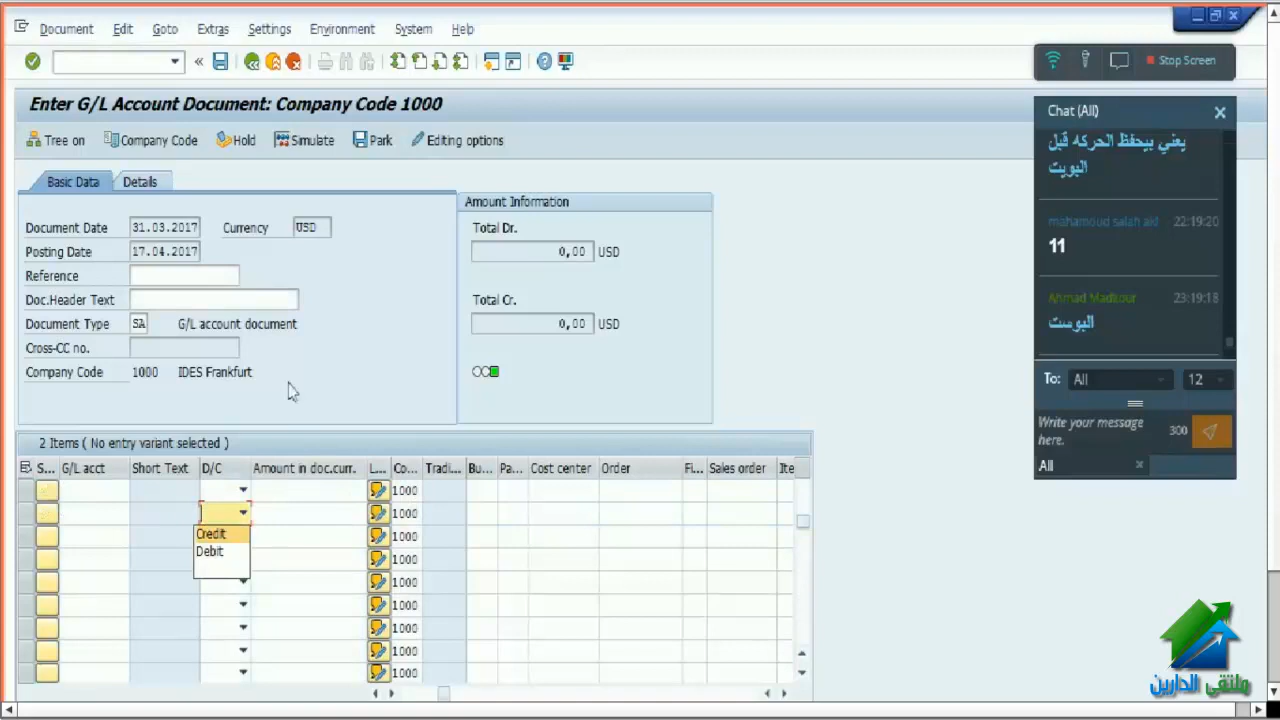 Document Edit Goto Extras Settings Environment System Help
Stop Screen
Enter G/L Account Document: Company Code 1000
Tree on Company Code Hold Simulate Park Editing options
Basic Data Details
Document Date 31.03.2017 Currency USD
Posting Date 17.04.2017
Reference
Doc.Header Text
Document Type SA G/L account document
Cross-CC no.
Company Code 1000 IDES Frankfurt
Amount Information
Total Dr.
0,00 USD
Total Cr.
0,00 USD
2 Items ( No entry variant selected )
S... G/L acct Short Text D/C Amount in doc.curr. L... Co... Tradi... Bu... Pa... Cost center Order Fi... Sales order Ite
1000
1000
Credit 1000
Debit 1000
1000
1000
1000
1000
1000
Chat (All)
يعني بيحفظ الحركه قبل
البويت
mahamoud salah akl 22:19:20
11
Ahmad Madkour 23:19:18
البوست
To: All 12
Write your message
here.
300
All
ملتقى الدارين